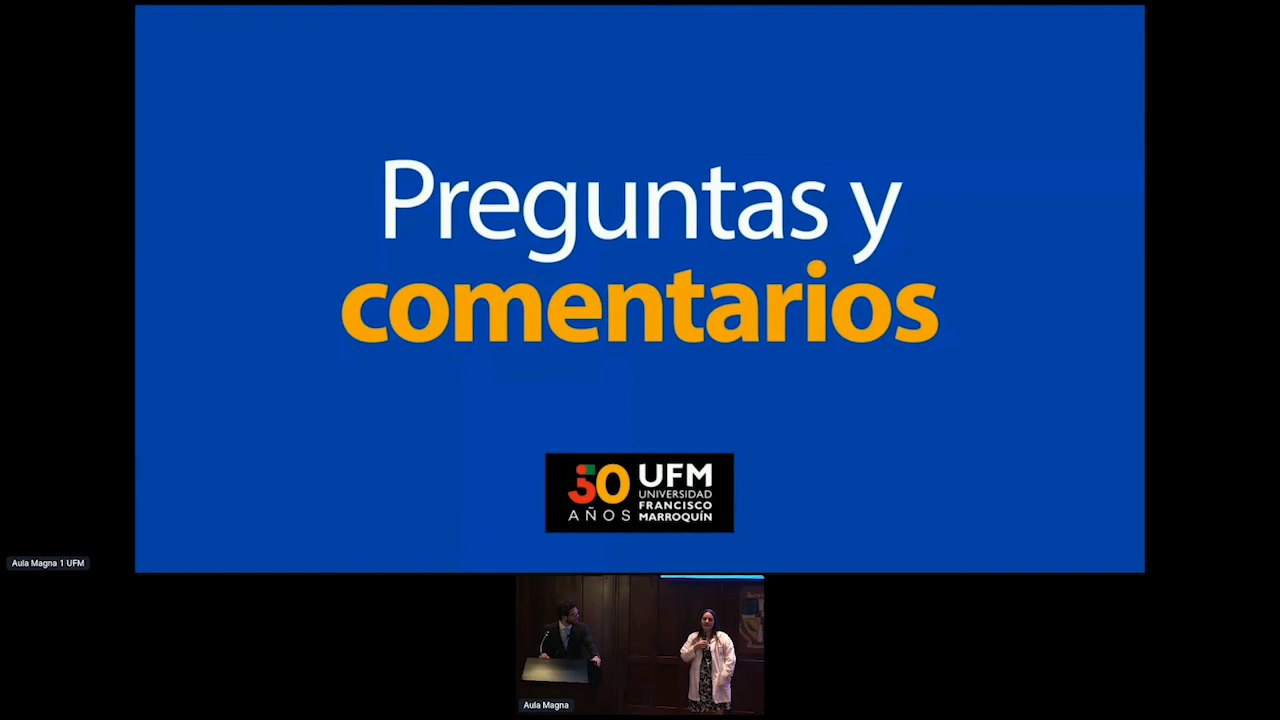 Preguntas y
comentarios
50
AÑOS
UFM
UNIVERSIDAD
FRANCISCO
MARROQUÍN
Aula Magna 1 UFM
Aula Magna